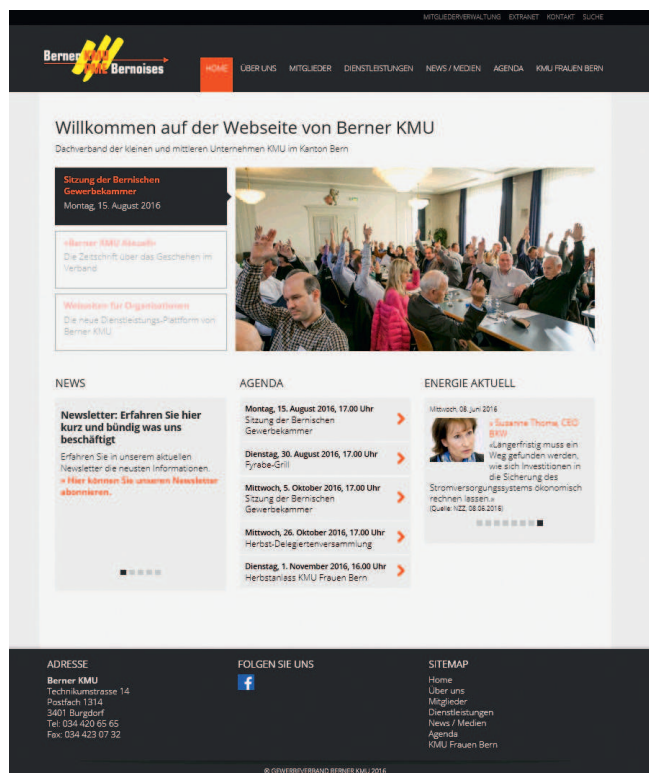 MITGLIEDERVERWALTUNG EXTRANET KONTAKT SUCHE
Berner KMU
PME Bernoises
HOME ÜBER UNS MITGLIEDER DIENSTLEISTUNGEN NEWS / MEDIEN AGENDA KMU FRAUEN BERN
Willkommen auf der Webseite von Berner KMU
Dachverband der kleinen und mittleren Unternehmen KMU im Kanton Bern
Sitzung der Bernischen
Gewerbekammer
Montag, 15. August 2016
«Berner KMU Aktuell»
Die Zeitschrift über das Geschehen im
Verband
Webseiten für Organisationen
Die neue Dienstleistungs-Plattform von
Berner KMU
NEWS
Newsletter: Erfahren Sie hier
kurz und bündig was uns
beschäftigt
Erfahren Sie in unserem aktuellen
Newsletter die neusten Informationen.
» Hier können Sie unseren Newsletter
abonnieren.
AGENDA
Montag, 15. August 2016, 17.00 Uhr
Sitzung der Bernischen
Gewerbekammer
Dienstag, 30. August 2016, 17.00 Uhr
Fyrabe-Grill
Mittwoch, 5. Oktober 2016, 17.00 Uhr
Sitzung der Bernischen
Gewerbekammer
Mittwoch, 26. Oktober 2016, 17.00 Uhr
Herbst-Delegiertenversammlung
Dienstag, 1. November 2016, 16.00 Uhr
Herbstanlass KMU Frauen Bern
ENERGIE AKTUELL
Mittwoch, 08. Juni 2016
» Susanne Thoma, CEO
BKW
«Längerfristig muss ein
Weg gefunden werden,
wie sich Investitionen in
die Sicherung des
Stromversorgungssystems ökonomisch
rechnen lassen.»
(Quelle: NZZ, 08.06.2016)
ADRESSE
Berner KMU
Technikumstrasse 14
Postfach 1314
3401 Burgdorf
Tel: 034 420 65 65
Fax: 034 423 07 32
FOLGEN SIE UNS
SITEMAP
Home
Über uns
Mitglieder
Dienstleistungen
News / Medien
Agenda
KMU Frauen Bern
© GEWERBEVERBAND BERNER KMU 2016